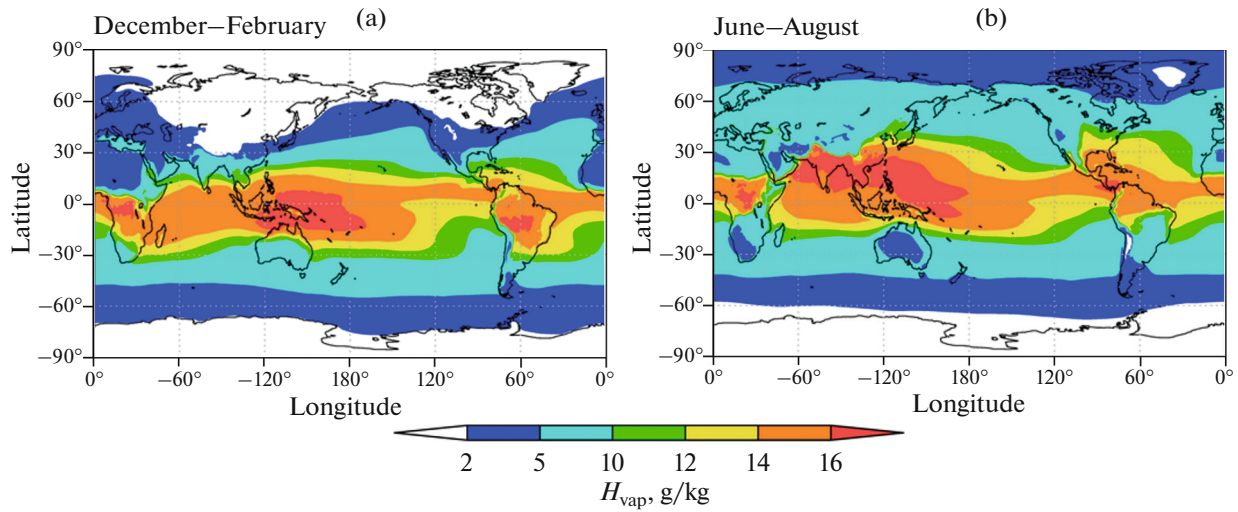 December–February (a)
90°
60°
30°
0°
–30°
–60°
–90°
Latitude
0° –60° –120° 180° 120° 60° 0°
Longitude
June–August (b)
90°
60°
30°
0°
–30°
–60°
–90°
Latitude
0° –60° –120° 180° 120° 60° 0°
Longitude
2 5 10 12 14 16
Hvap, g/kg